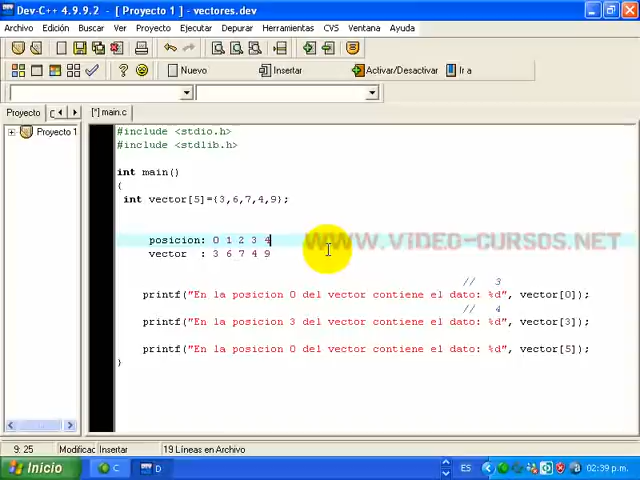 Dev-C++ 4.9.9.2 - [ Proyecto 1 ] - vectores.dev
Archivo Edición Buscar Ver Proyecto Ejecutar Depurar Herramientas CVS Ventana Ayuda
Nuevo Insertar Activar/Desactivar Ir a
Proyecto [*] main.c
Proyecto 1
#include <stdio.h>
#include <stdlib.h>
int main()
{
int vector[5]={3,6,7,4,9};
posicion: 0 1 2 3 4
WWW.VIDEO-CURSOS.NET
vector : 3 6 7 4 9
// 3
printf("En la posicion 0 del vector contiene el dato: %d", vector[0]);
// 4
printf("En la posicion 3 del vector contiene el dato: %d", vector[3]);
printf("En la posicion 0 del vector contiene el dato: %d", vector[5]);
}
9: 25 Modificac Insertar 19 Líneas en Archivo
Inicio C D ES 02:39 p.m.